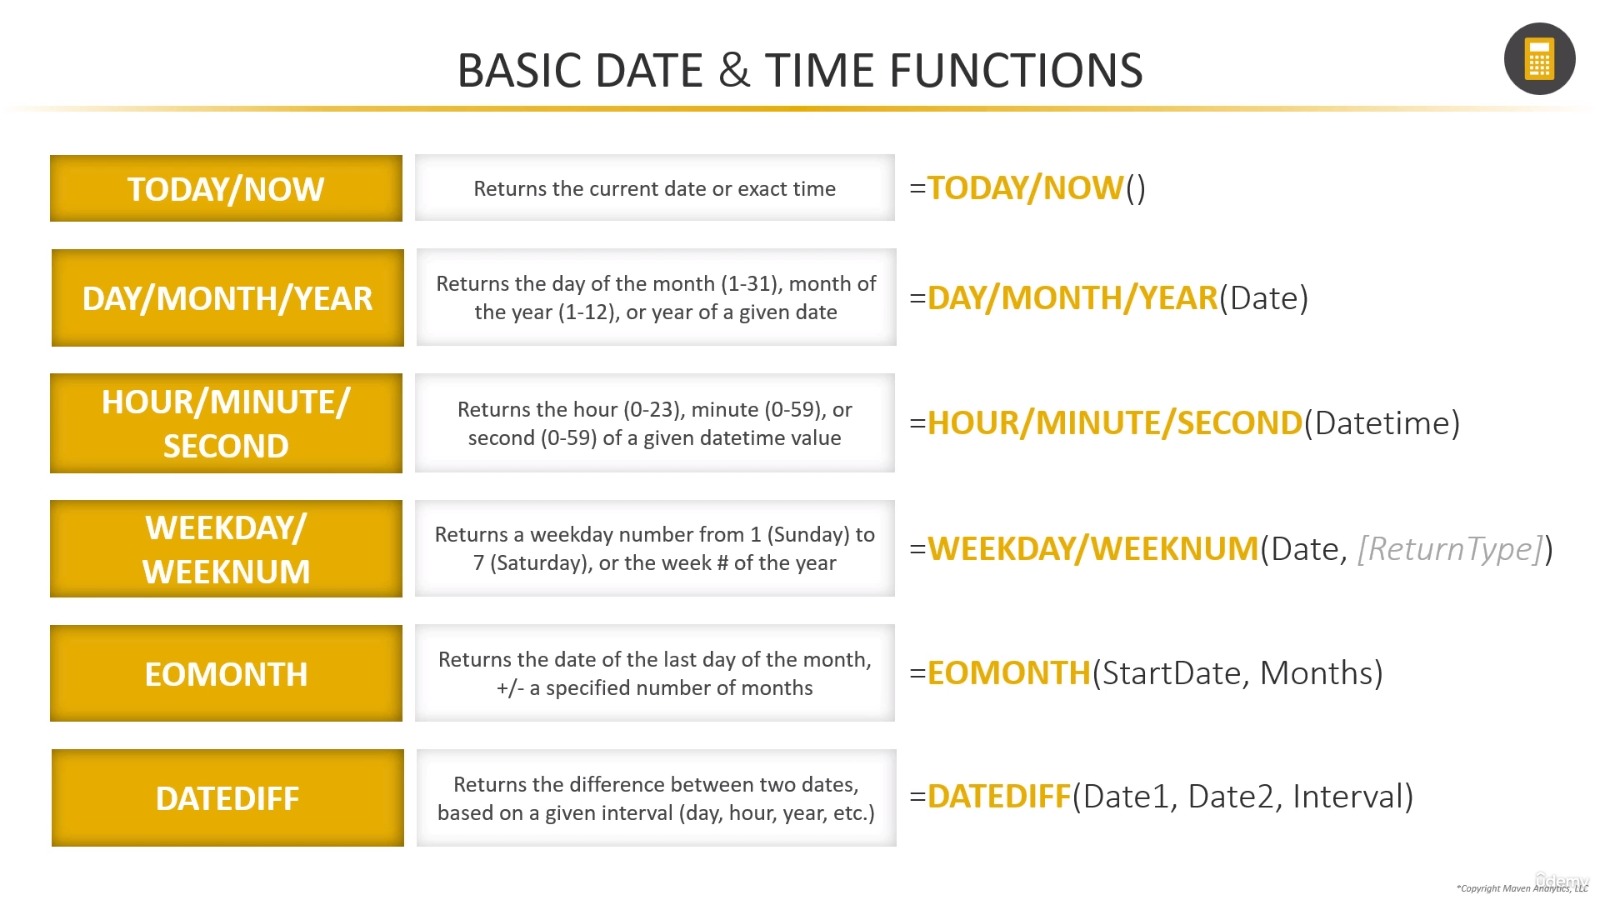 BASIC DATE & TIME FUNCTIONS
TODAY/NOW
Returns the current date or exact time
=TODAY/NOW()
DAY/MONTH/YEAR
Returns the day of the month (1-31), month of
the year (1-12), or year of a given date
=DAY/MONTH/YEAR(Date)
HOUR/MINUTE/
SECOND
Returns the hour (0-23), minute (0-59), or
second (0-59) of a given datetime value
=HOUR/MINUTE/SECOND(Datetime)
WEEKDAY/
WEEKNUM
Returns a weekday number from 1 (Sunday) to
7 (Saturday), or the week # of the year
=WEEKDAY/WEEKNUM(Date, [ReturnType])
EOMONTH
Returns the date of the last day of the month,
+/- a specified number of months
=EOMONTH(StartDate, Months)
DATEDIFF
Returns the difference between two dates,
based on a given interval (day, hour, year, etc.)
=DATEDIFF(Date1, Date2, Interval)
*Copyright Maven Analytics, LLC
udemy